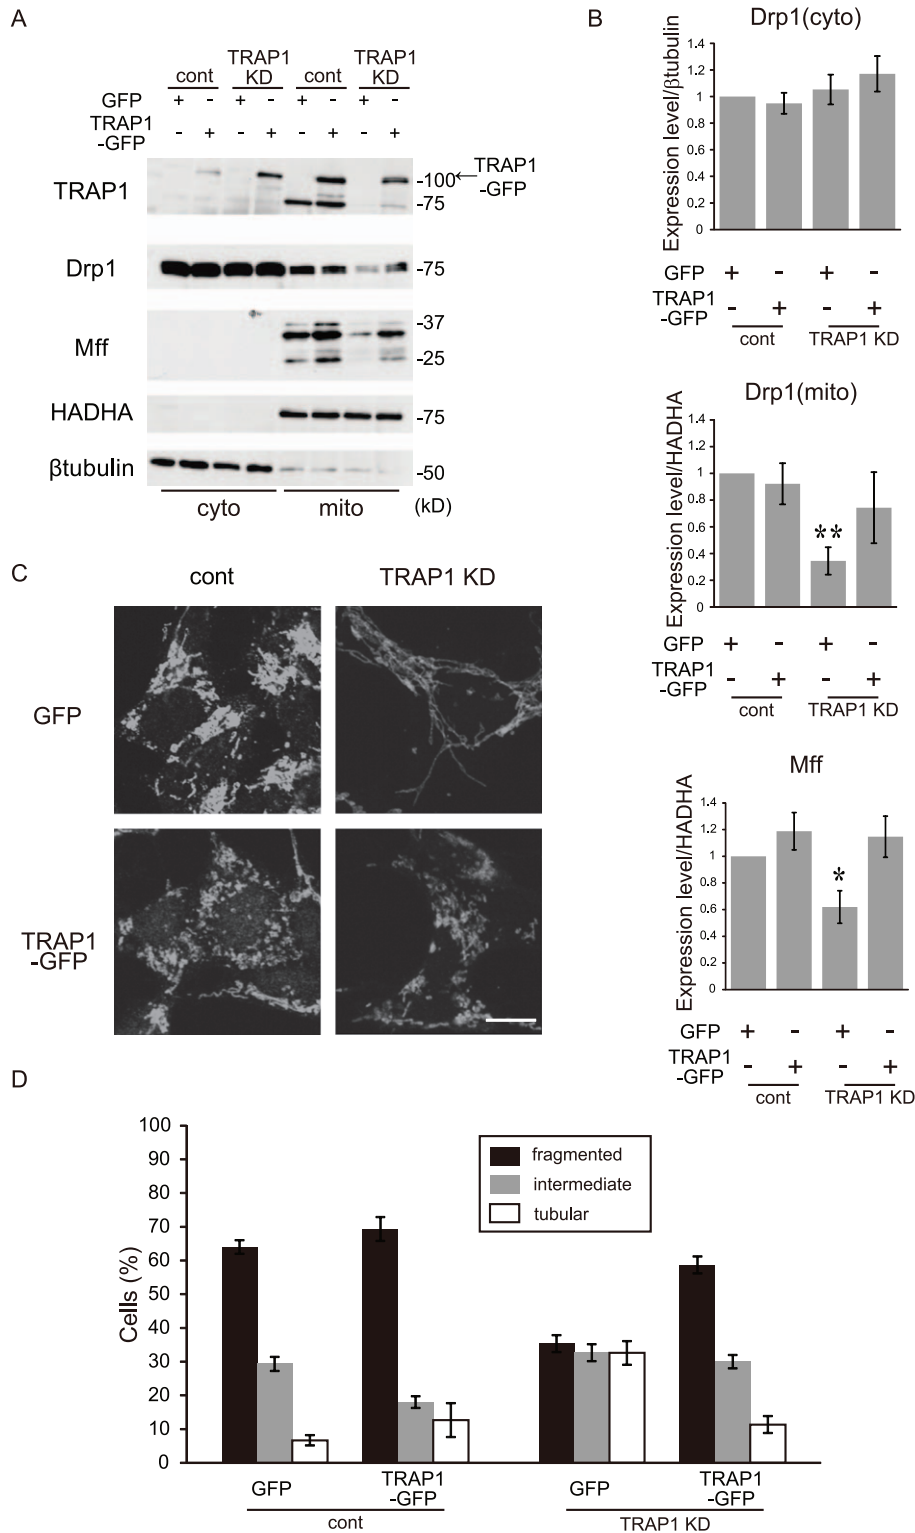 A
TRAP1
KD
TRAP1
KD
cont
cont
GFP
+ - + - + - + -
TRAP1
-GFP
- + - + - + - +
TRAP1
-100←TRAP1
-GFP
-75
Drp1
-75
Mff
-37
-25
HADHA
-75
βtubulin
-50
cyto
mito
(kD)
B
Drp1(cyto)
Expression level/βtubulin
1.4
1.2
1
0.8
0.6
0.4
0.2
0
GFP
+ - + -
TRAP1
-GFP
- + - +
cont
TRAP1 KD
Drp1(mito)
Expression level/HADHA
1.4
1.2
1
0.8
0.6
0.4
0.2
0
**
GFP
+ - + -
TRAP1
-GFP
- + - +
cont
TRAP1 KD
Mff
Expression level/HADHA
1.4
1.2
1
0.8
0.6
0.4
0.2
0
*
GFP
+ - + -
TRAP1
-GFP
- + - +
cont
TRAP1 KD
C
cont
TRAP1 KD
GFP
TRAP1
-GFP
D
Cells (%)
100
90
80
70
60
50
40
30
20
10
0
fragmented
intermediate
tubular
GFP
TRAP1
-GFP
GFP
TRAP1
-GFP
cont
TRAP1 KD